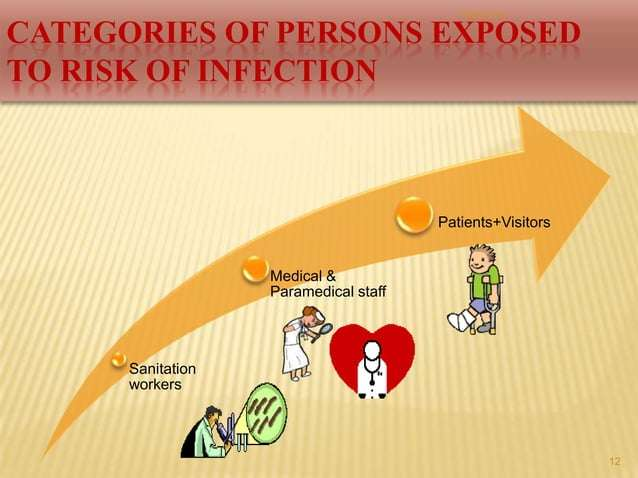 CATEGORIES OF PERSONS EXPOSED
TO RISK OF INFECTION
Patients+Visitors
Medical &
Paramedical staff
Sanitation
workers
12